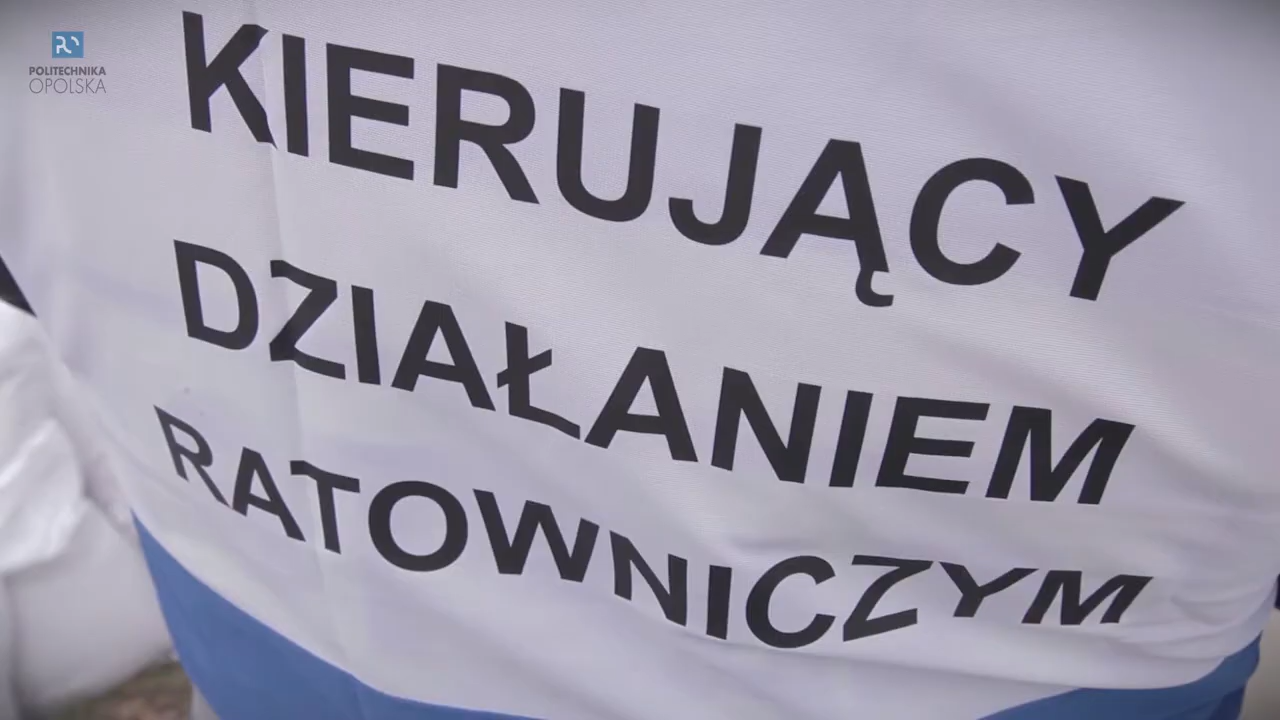 POLITECHNIKA
OPOLSKA
KIERUJĄCY
DZIAŁANIEM
RATOWNICZYM